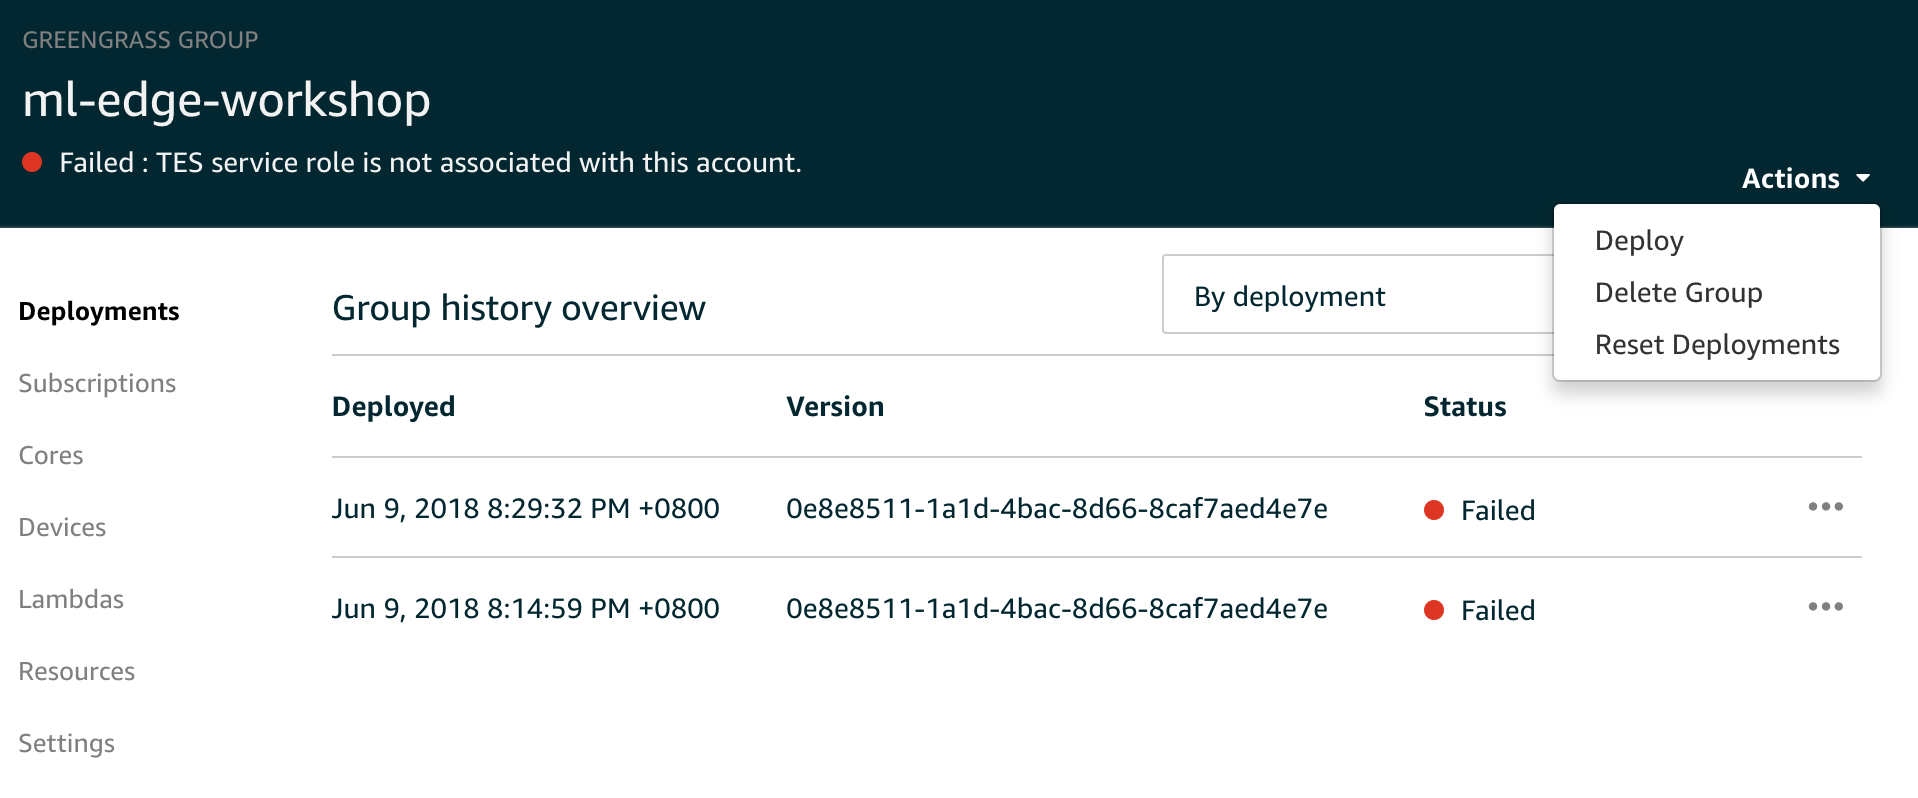 GREENGRASS GROUP
ml-edge-workshop
Failed : TES service role is not associated with this account.
Actions
Deploy
Delete Group
Reset Deployments
Deployments
Subscriptions
Cores
Devices
Lambdas
Resources
Settings
Group history overview
By deployment
Deployed Version Status
Jun 9, 2018 8:29:32 PM +0800 0e8e8511-1a1d-4bac-8d66-8caf7aed4e7e Failed
Jun 9, 2018 8:14:59 PM +0800 0e8e8511-1a1d-4bac-8d66-8caf7aed4e7e Failed